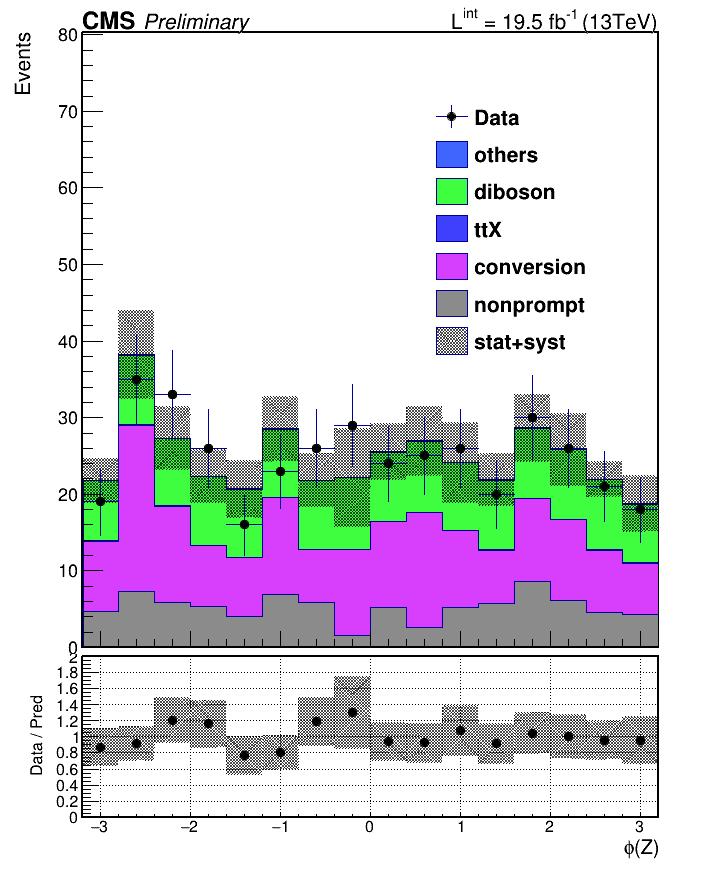 CMS Preliminary L^int = 19.5 fb^-1 (13TeV)
Events
80
70
60
50
40
30
20
10
0
Data
others
diboson
ttX
conversion
nonprompt
stat+syst
Data / Pred
2
1.8
1.6
1.4
1.2
1
0.8
0.6
0.4
0.2
0
−3 −2 −1 0 1 2 3
ϕ(Z)